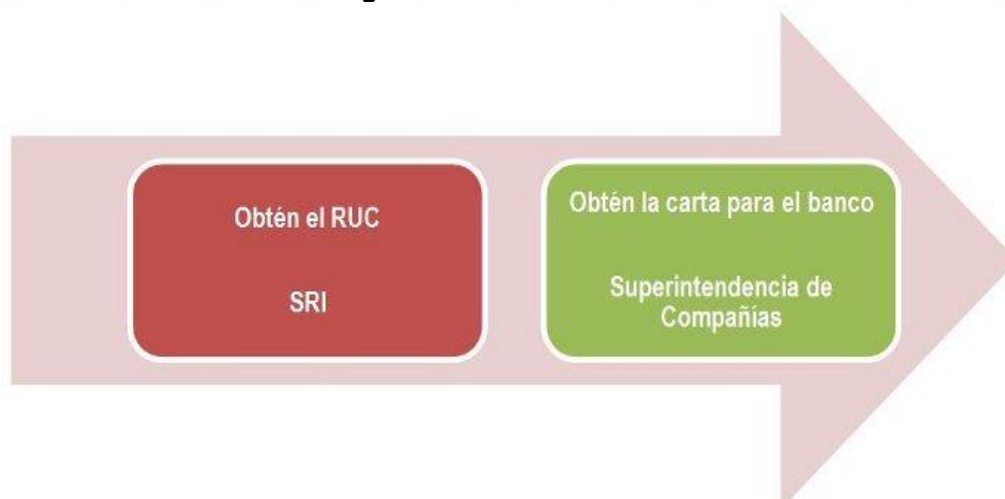 Obtén el RUC
SRI
Obtén la carta para el banco
Superintendencia de
Compañías